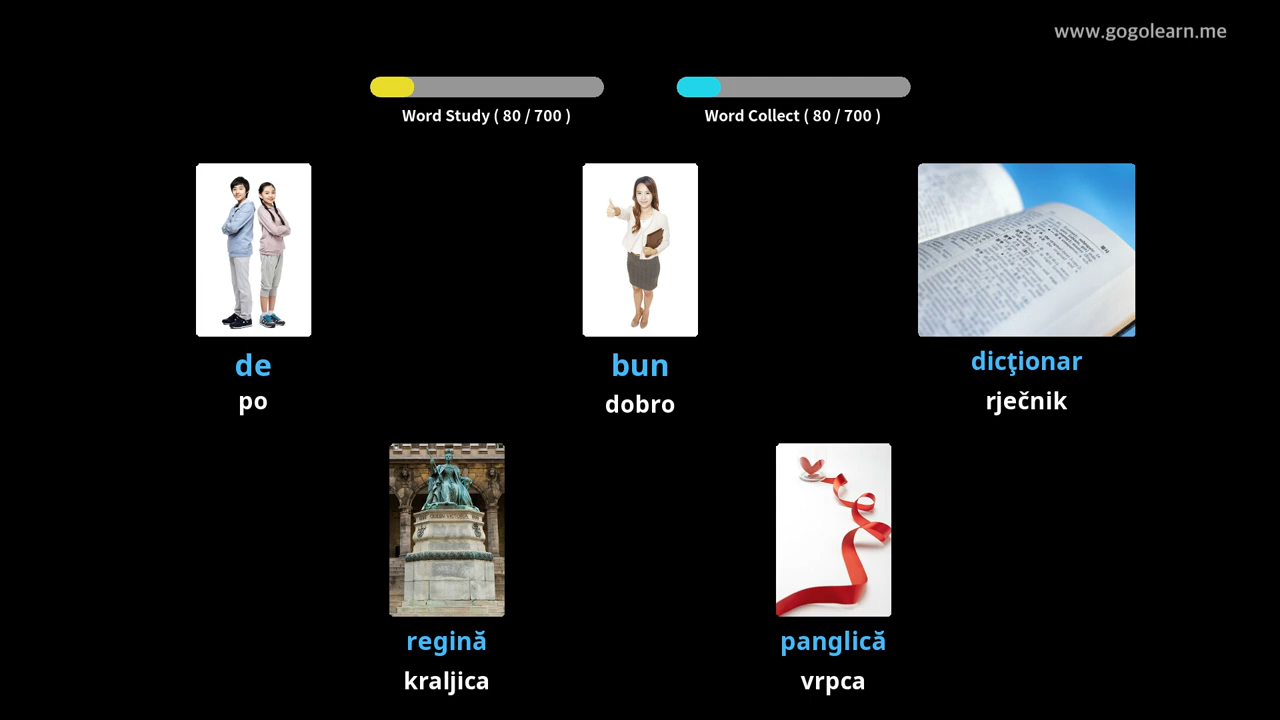 www.gogolearn.me
Word Study ( 80 / 700 )
Word Collect ( 80 / 700 )
de
po
bun
dobro
dicţionar
rječnik
regină
kraljica
panglică
vrpca